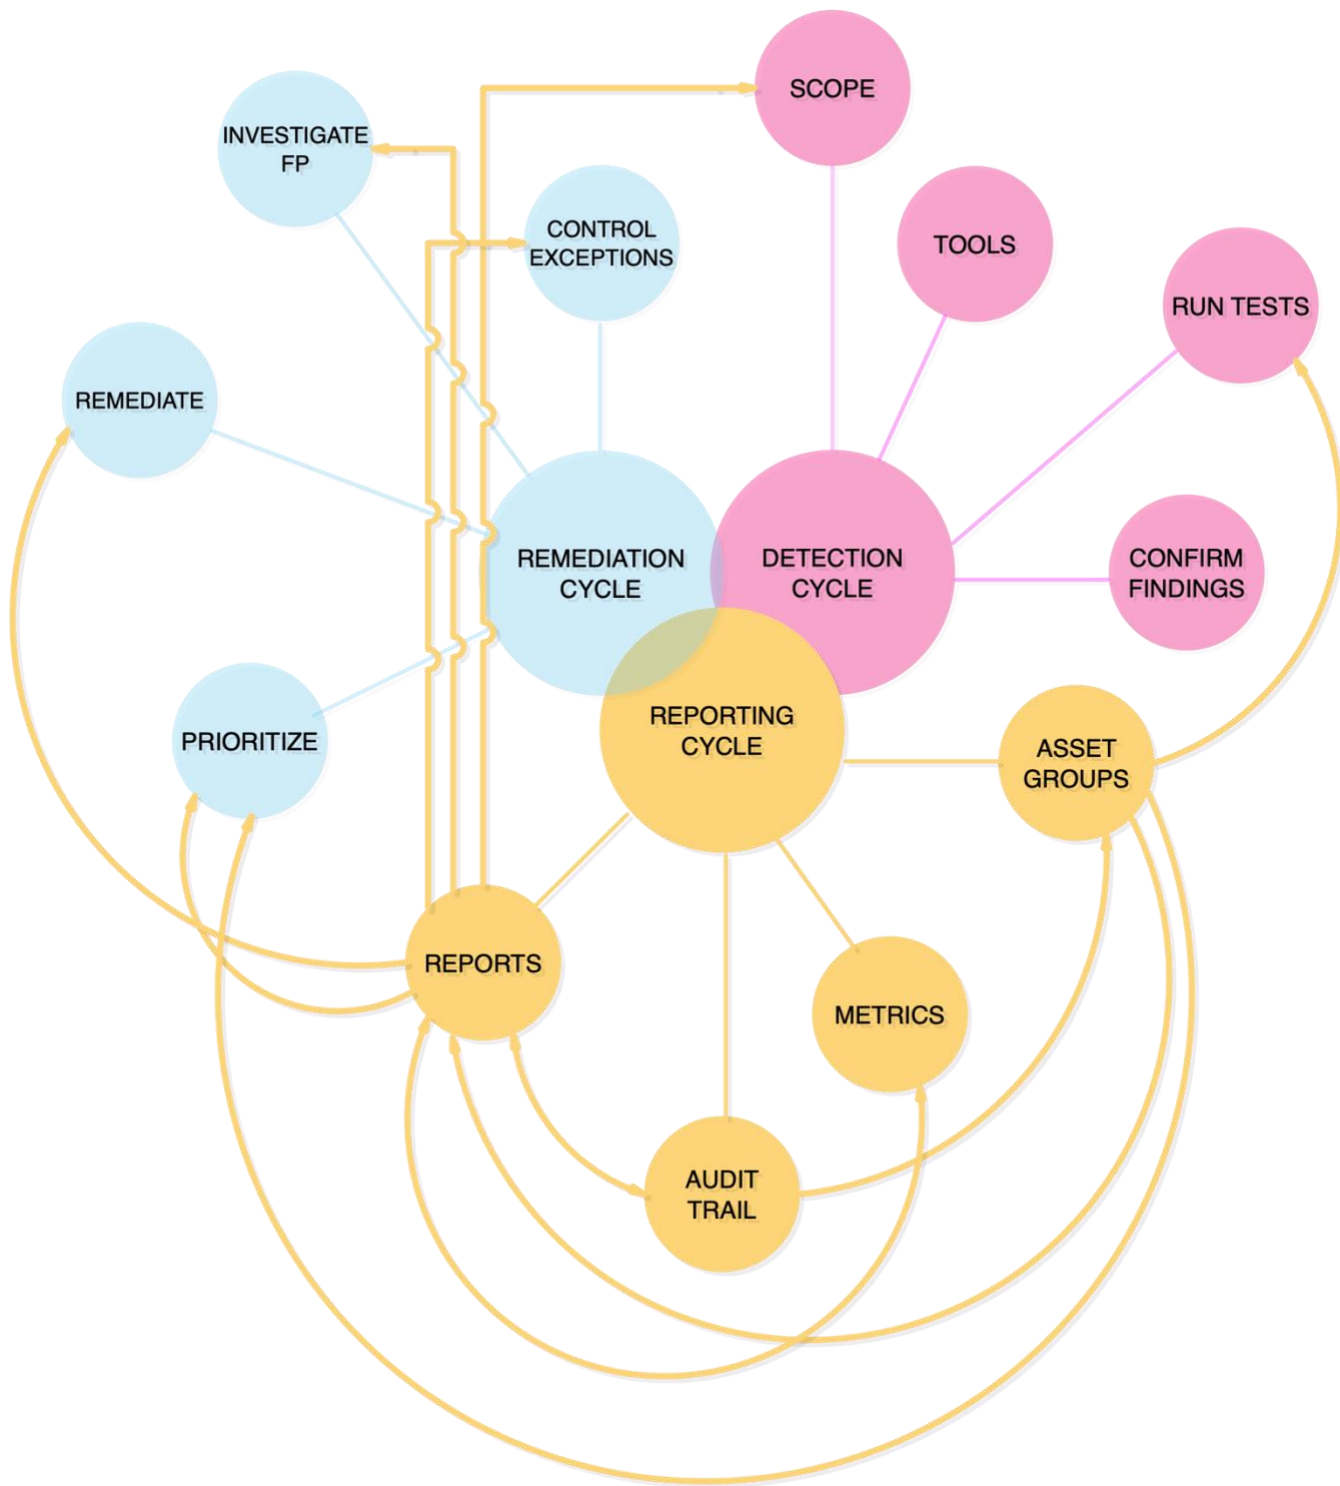 SCOPE
INVESTIGATE
FP
CONTROL
EXCEPTIONS
TOOLS
RUN TESTS
REMEDIATE
REMEDIATION
CYCLE
DETECTION
CYCLE
CONFIRM
FINDINGS
PRIORITIZE
REPORTING
CYCLE
ASSET
GROUPS
REPORTS
METRICS
AUDIT
TRAIL